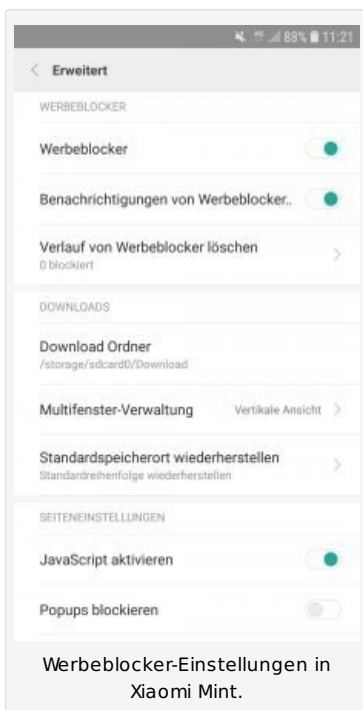 88% 11:21
Erweitert
WERBEBLOCKER
Werbeblocker
Benachrichtigungen von Werbeblocker..
Verlauf von Werbeblocker löschen
0 blockiert
DOWNLOADS
Download Ordner
/storage/sdcard0/Download
Multifenster-Verwaltung Vertikale Ansicht
Standardspeicherort wiederherstellen
Standardreihenfolge wiederherstellen
SEITENEINSTELLUNGEN
JavaScript aktivieren
Popups blockieren
Werbeblocker-Einstellungen in
Xiaomi Mint.